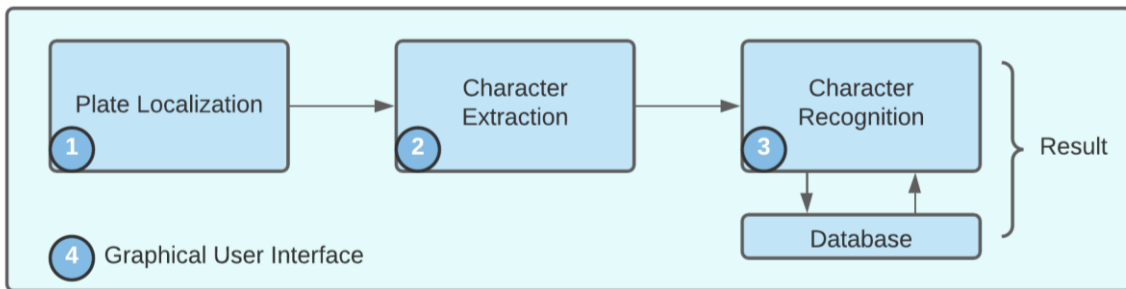 Plate Localization
1
Character
Extraction
2
Character
Recognition
3
Database
Result
4
Graphical User Interface